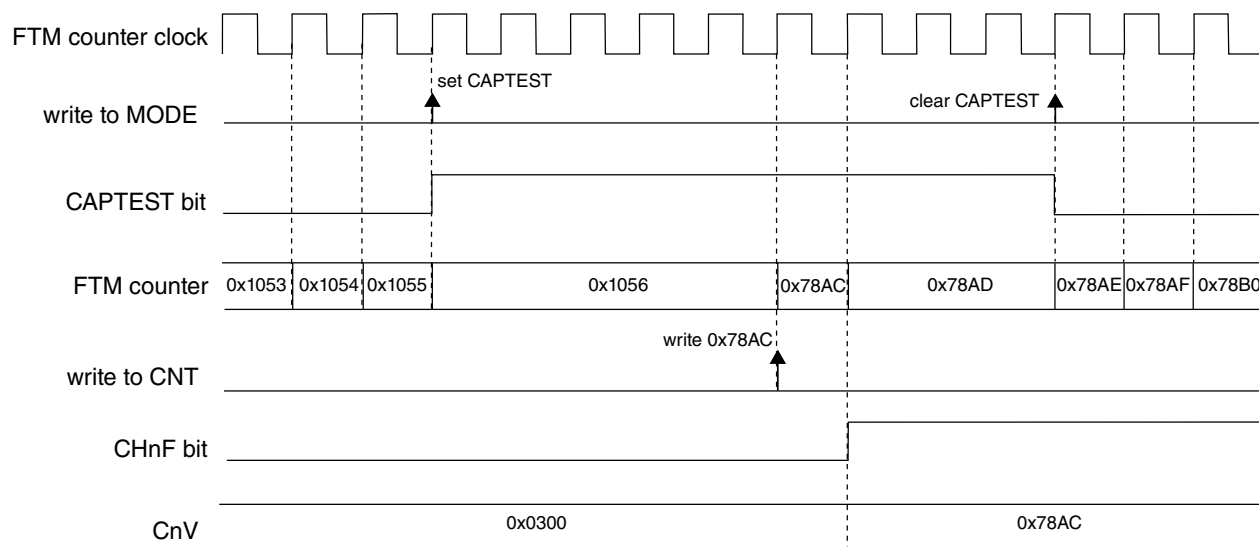 FTM counter clock
set CAPTEST
write to MODE
clear CAPTEST
CAPTEST bit
FTM counter 0x1053 0x1054 0x1055 0x1056 0x78AC 0x78AD 0x78AE 0x78AF 0x78B0
write 0x78AC
write to CNT
CHnF bit
CnV 0x0300 0x78AC